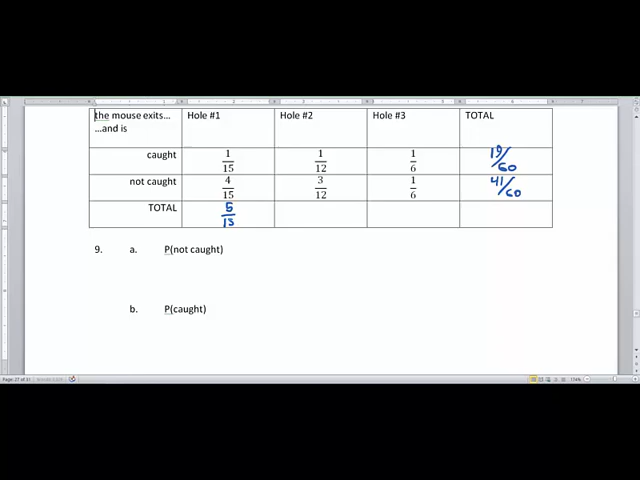 the mouse exits… Hole #1 Hole #2 Hole #3 TOTAL
…and is
caught 1/15 1/12 1/6 19/60
not caught 4/15 3/12 1/6 41/60
TOTAL 5/15
9. a. P(not caught)
b. P(caught)